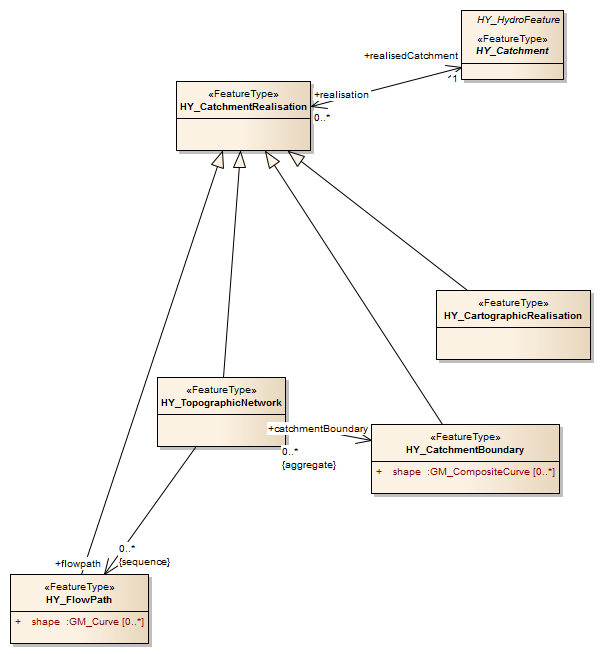 HY_HydroFeature
«FeatureType»
HY_Catchment
+realisedCatchment
1
+realisation
0..*
«FeatureType»
HY_CatchmentRealisation
«FeatureType»
HY_CartographicRealisation
«FeatureType»
HY_TopographicNetwork
+catchmentBoundary
0..*
{aggregate}
«FeatureType»
HY_CatchmentBoundary
+ shape :GM_CompositeCurve [0..*]
0..*
{sequence}
+flowpath
«FeatureType»
HY_FlowPath
+ shape :GM_Curve [0..*]